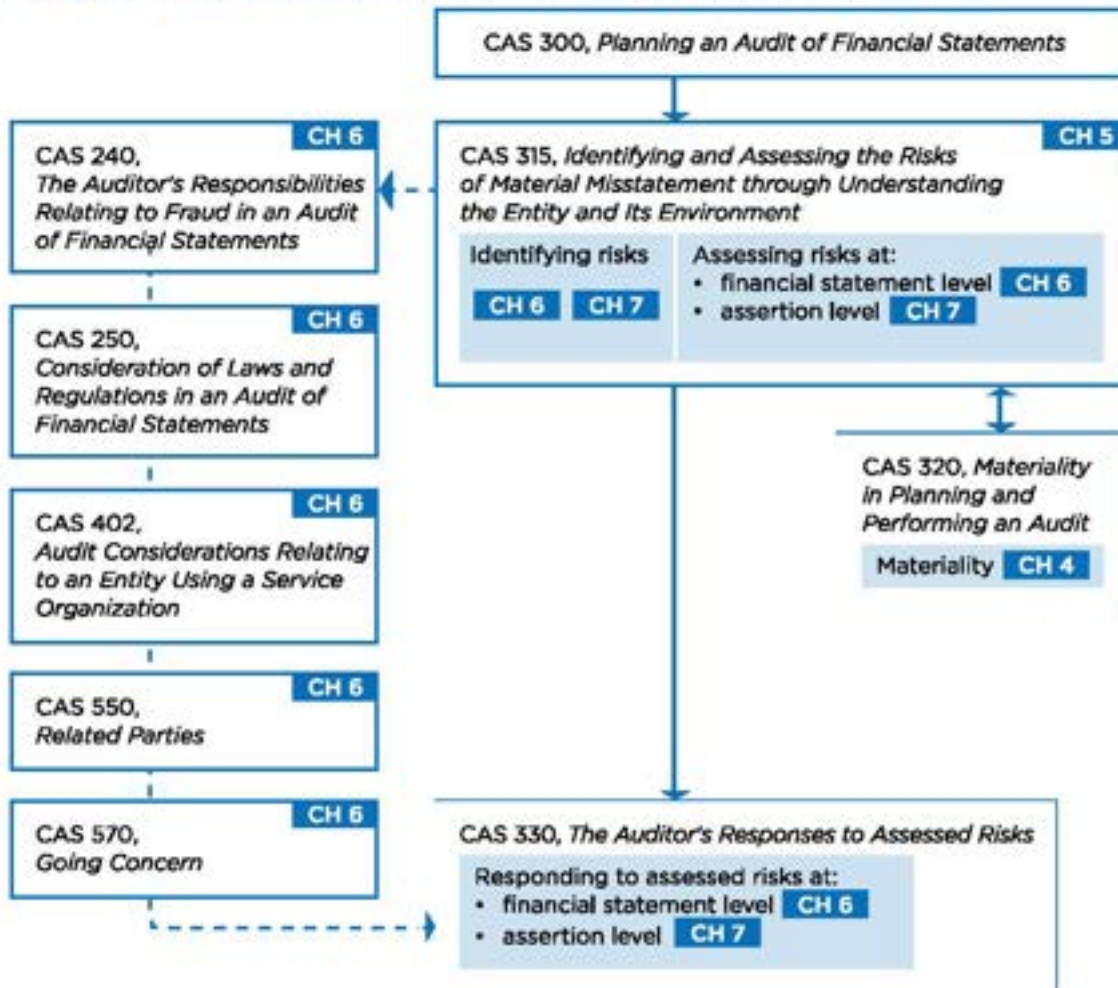 CAS 300, Planning an Audit of Financial Statements
CH 6
CAS 240,
The Auditor's Responsibilities
Relating to Fraud in an Audit
of Financial Statements
CH 5
CAS 315, Identifying and Assessing the Risks
of Material Misstatement through Understanding
the Entity and Its Environment
Identifying risks
CH 6 CH 7
Assessing risks at:
• financial statement level CH 6
• assertion level CH 7
CH 6
CAS 250,
Consideration of Laws and
Regulations in an Audit of
Financial Statements
CAS 320, Materiality
in Planning and
Performing an Audit
Materiality CH 4
CH 6
CAS 402,
Audit Considerations Relating
to an Entity Using a Service
Organization
CH 6
CAS 550,
Related Parties
CH 6
CAS 570,
Going Concern
CAS 330, The Auditor's Responses to Assessed Risks
Responding to assessed risks at:
• financial statement level CH 6
• assertion level CH 7